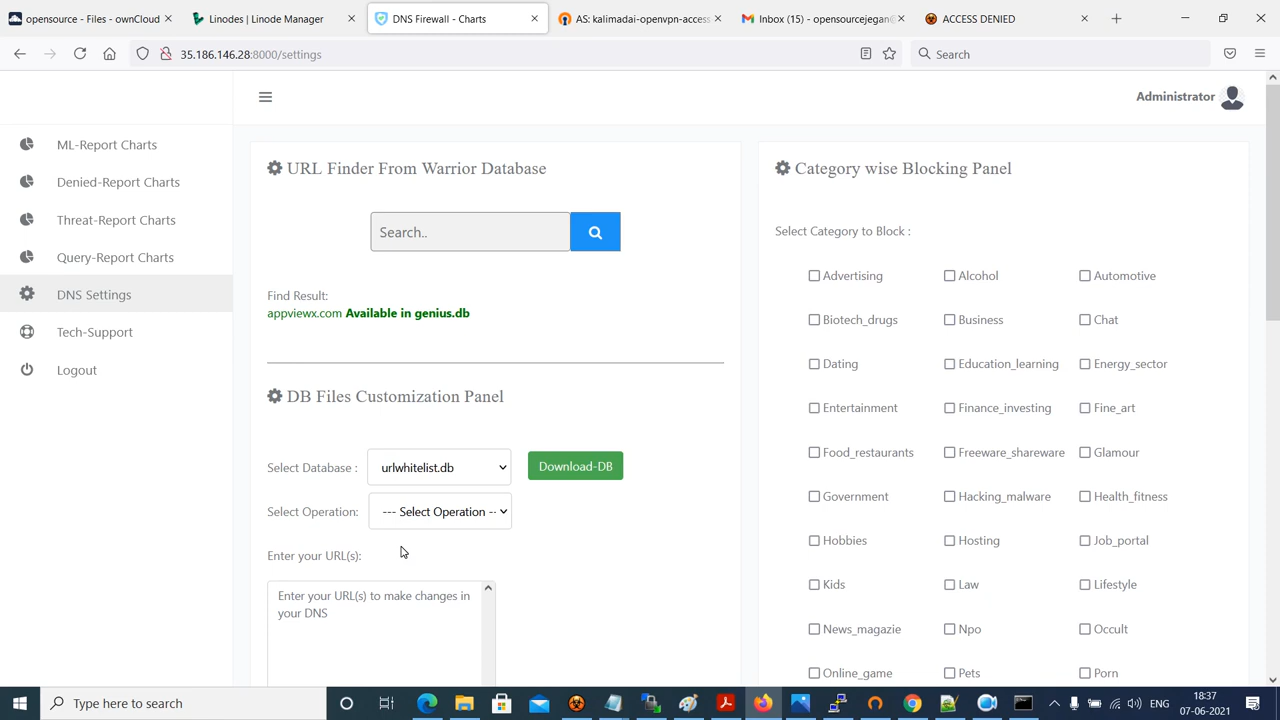 opensource - Files - ownCloud
Linodes | Linode Manager
DNS Firewall - Charts
AS: kalimadai-openvpn-access
Inbox (15) - opensourcejegan@
ACCESS DENIED
35.186.146.28:8000/settings
Search
Administrator
ML-Report Charts
Denied-Report Charts
Threat-Report Charts
Query-Report Charts
DNS Settings
Tech-Support
Logout
URL Finder From Warrior Database
Search..
Find Result:
appviewx.com Available in genius.db
DB Files Customization Panel
Select Database :
urlwhitelist.db
Download-DB
Select Operation:
--- Select Operation --
Enter your URL(s):
Enter your URL(s) to make changes in
your DNS
Category wise Blocking Panel
Select Category to Block :
Advertising Alcohol Automotive
Biotech_drugs Business Chat
Dating Education_learning Energy_sector
Entertainment Finance_investing Fine_art
Food_restaurants Freeware_shareware Glamour
Government Hacking_malware Health_fitness
Hobbies Hosting Job_portal
Kids Law Lifestyle
News_magazie Npo Occult
Online_game Pets Porn
Type here to search
ENG
18:37
07-06-2021